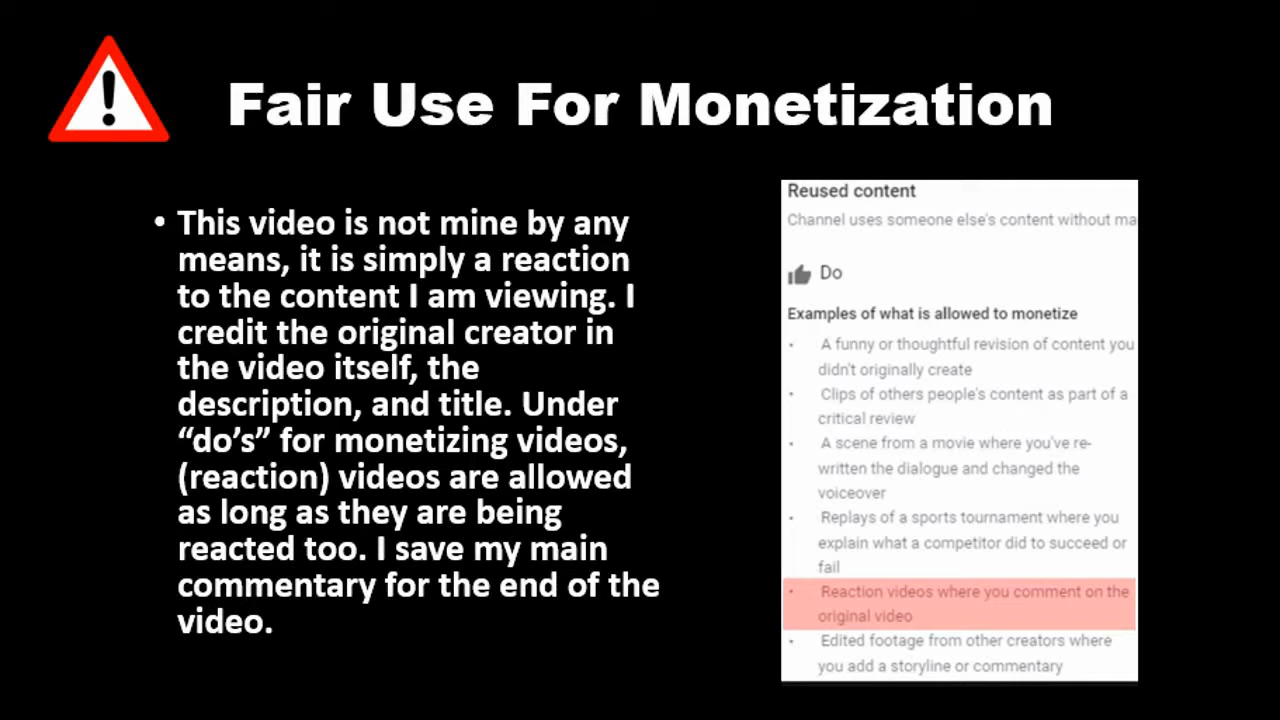 Fair Use For Monetization
• This video is not mine by any
means, it is simply a reaction
to the content I am viewing. I
credit the original creator in
the video itself, the
description, and title. Under
“do’s” for monetizing videos,
(reaction) videos are allowed
as long as they are being
reacted too. I save my main
commentary for the end of the
video.
Reused content
Channel uses someone else's content without ma
Do
Examples of what is allowed to monetize
• A funny or thoughtful revision of content you
didn't originally create
• Clips of others people's content as part of a
critical review
• A scene from a movie where you've re-
written the dialogue and changed the
voiceover
• Replays of a sports tournament where you
explain what a competitor did to succeed or
fail
• Reaction videos where you comment on the
original video
• Edited footage from other creators where
you add a storyline or commentary